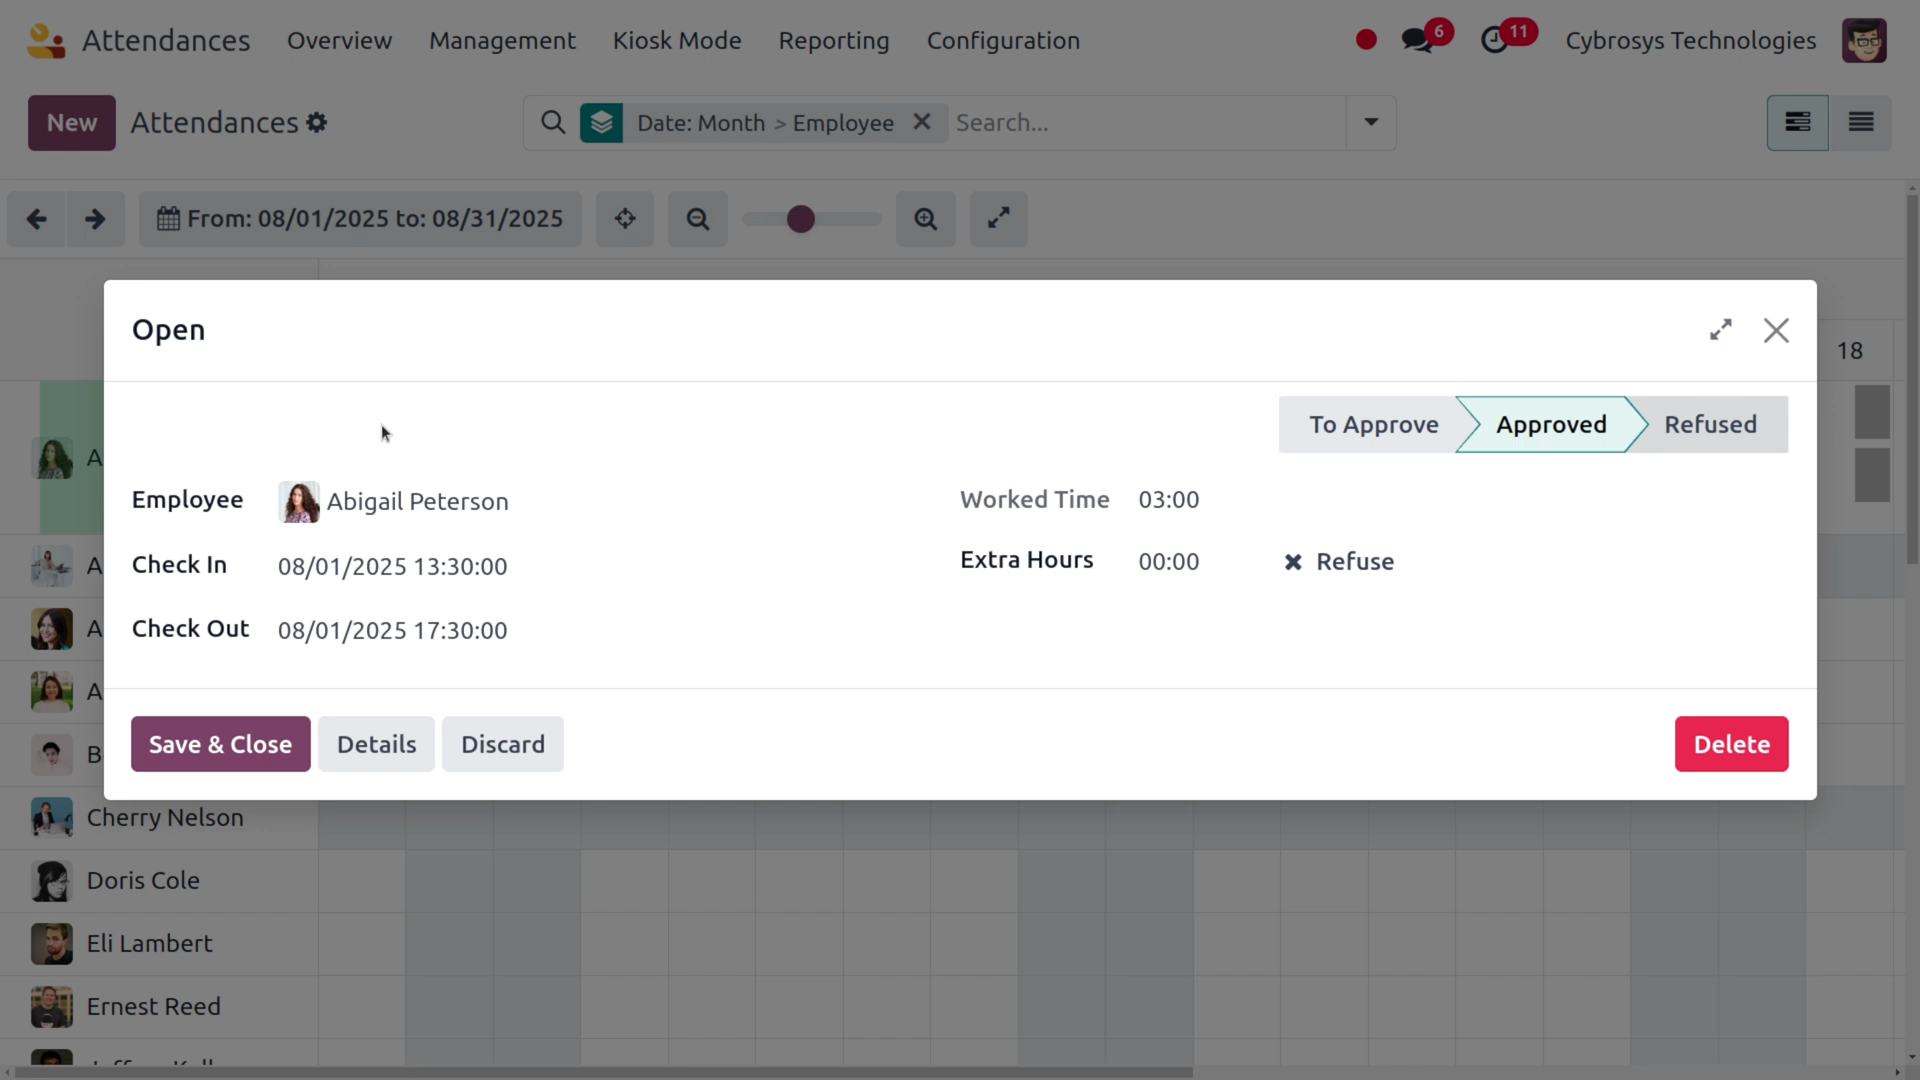 Attendances Overview Management Kiosk Mode Reporting Configuration 6 11 Cybrosys Technologies
New Attendances Date: Month > Employee Search...
From: 08/01/2025 to: 08/31/2025
Open
18
To Approve Approved Refused
A
Employee Abigail Peterson Worked Time 03:00
Check In 08/01/2025 13:30:00 Extra Hours 00:00 Refuse
A
Check Out 08/01/2025 17:30:00
A
A
Save & Close Details Discard Delete
B
Cherry Nelson
Doris Cole
Eli Lambert
Ernest Reed